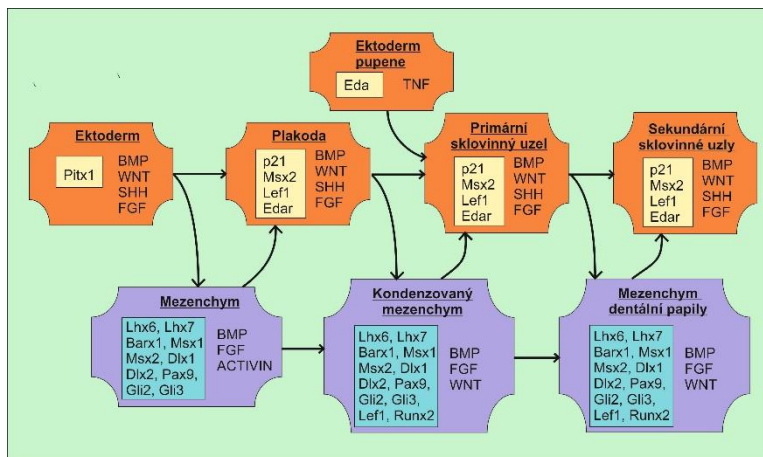 Ektoderm
pupene
Eda
TNF
Ektoderm
Pitx1
BMP
WNT
SHH
FGF
Plakoda
p21
Msx2
Lef1
Edar
BMP
WNT
SHH
FGF
Primární
sklovinný uzel
p21
Msx2
Lef1
Edar
BMP
WNT
SHH
FGF
Sekundární
sklovinné uzly
p21
Msx2
Lef1
Edar
BMP
WNT
SHH
FGF
Mezenchym
Lhx6, Lhx7
Barx1, Msx1
Msx2, Dlx1
Dlx2, Pax9,
Gli2, Gli3
BMP
FGF
ACTIVIN
Kondenzovaný
mezenchym
Lhx6, Lhx7
Barx1, Msx1
Msx2, Dlx1
Dlx2, Pax9,
Gli2, Gli3,
Lef1, Runx2
BMP
FGF
WNT
Mezenchym
dentální papily
Lhx6, Lhx7
Barx1, Msx1
Msx2, Dlx1
Dlx2, Pax9,
Gli2, Gli3,
Lef1, Runx2
BMP
FGF
WNT